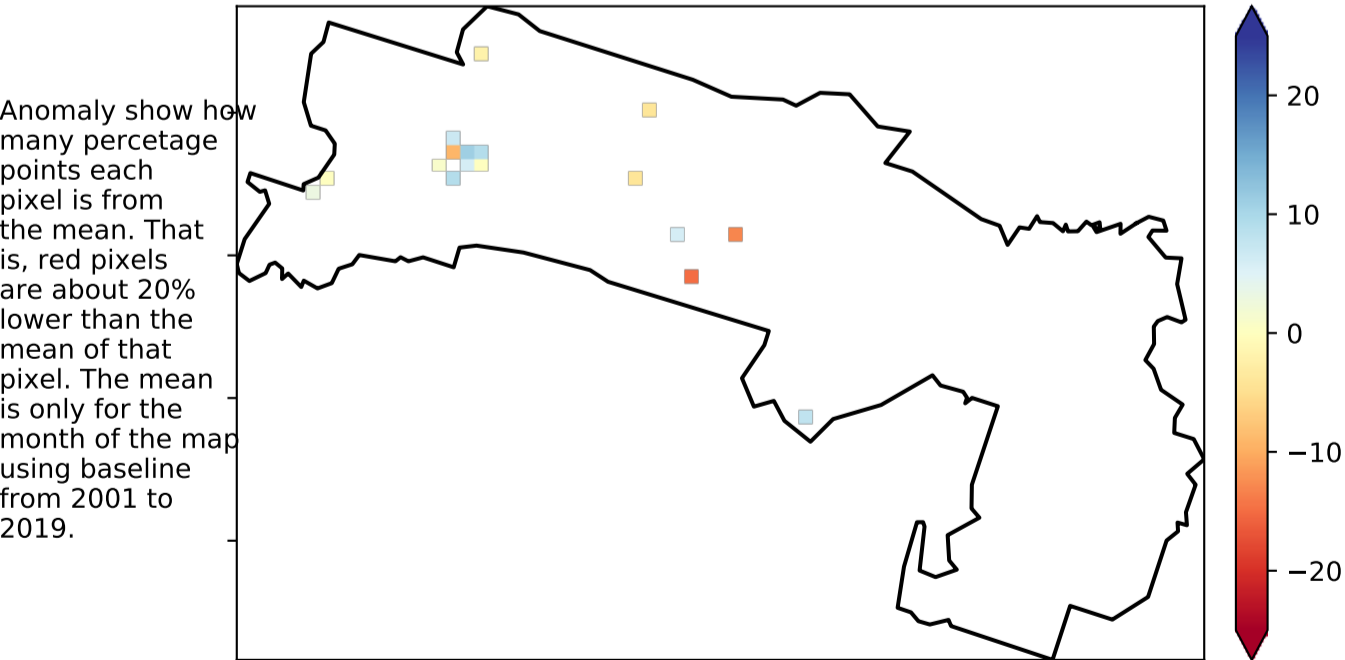 Anomaly show how
many percetage
points each
pixel is from
the mean. That
is, red pixels
are about 20%
lower than the
mean of that
pixel. The mean
is only for the
month of the map
using baseline
from 2001 to
2019.
20
10
0
−10
−20